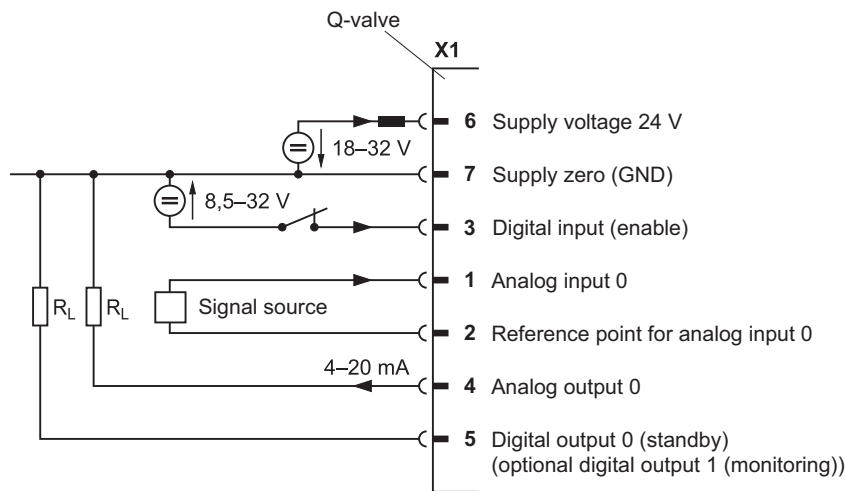 Q-valve
X1
6 Supply voltage 24 V
18–32 V
7 Supply zero (GND)
8,5–32 V
3 Digital input (enable)
1 Analog input 0
RL
RL
Signal source
2 Reference point for analog input 0
4–20 mA
4 Analog output 0
5 Digital output 0 (standby)
(optional digital output 1 (monitoring))